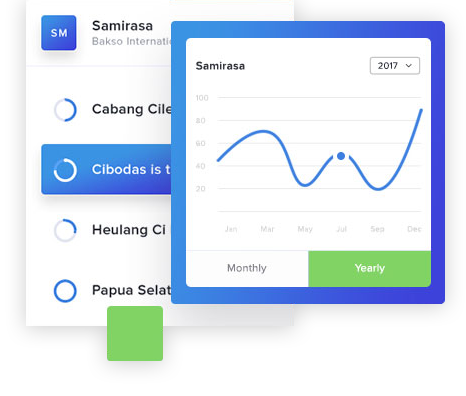 SM
Samirasa
Bakso Internati
Cabang Cile
Cibodas is t
Heulang Ci
Papua Selat
Samirasa
2017
100
80
60
40
20
Jan Mar May Jul Sep Dec
Monthly Yearly